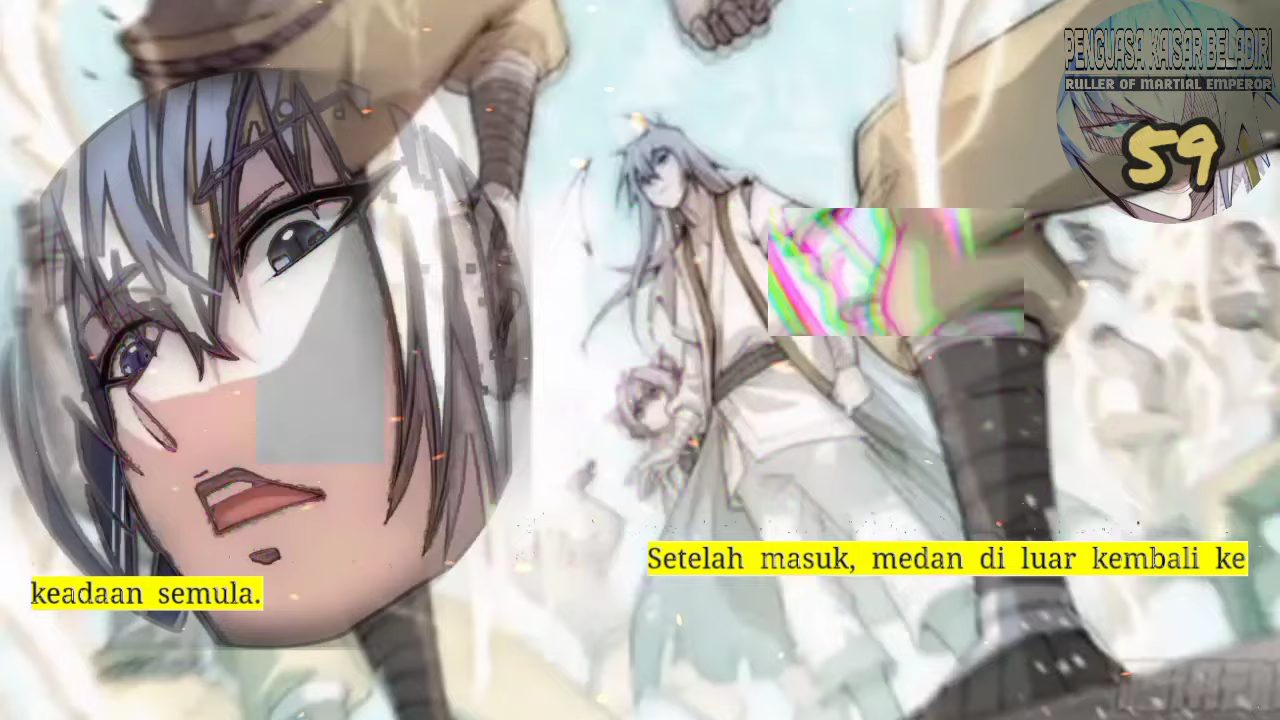 PENGUASA KAISAR BELADIRI
RULLER OF MARTIAL EMPEROR
59
Setelah masuk, medan di luar kembali ke
keadaan semula.